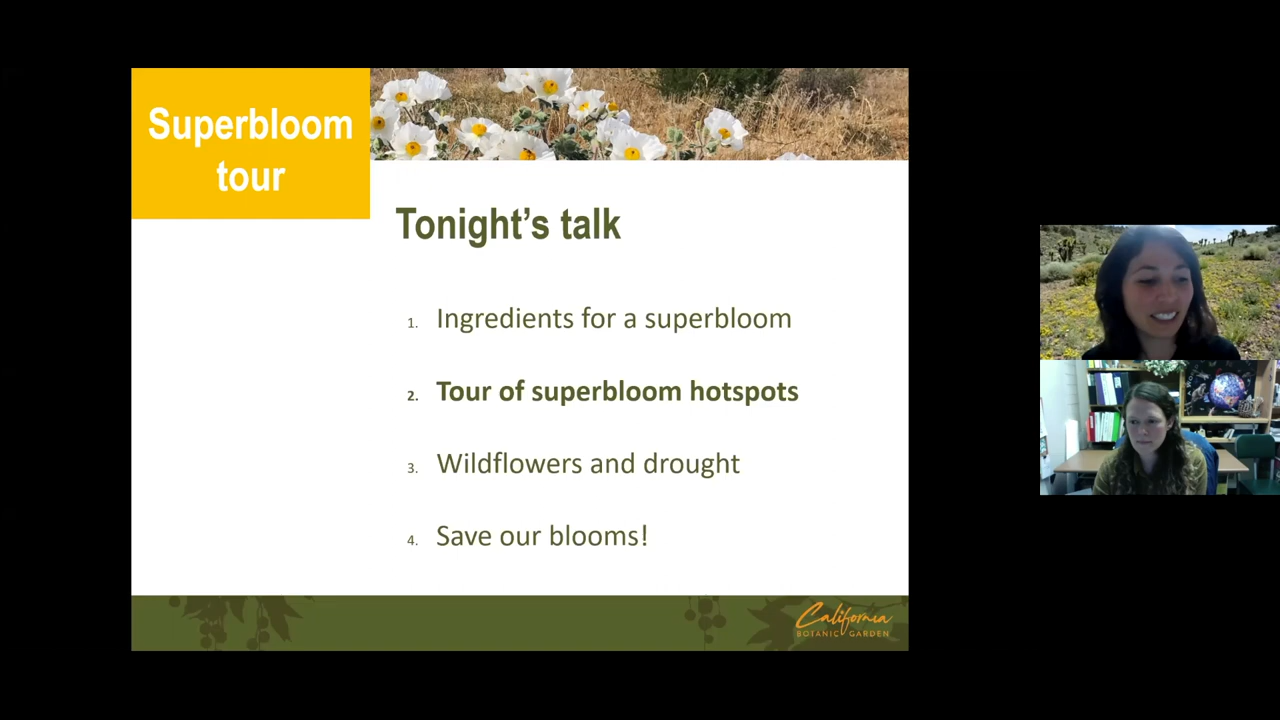 Superbloom
tour
Tonight's talk
1. Ingredients for a superbloom
2. Tour of superbloom hotspots
3. Wildflowers and drought
4. Save our blooms!
California
BOTANIC GARDEN